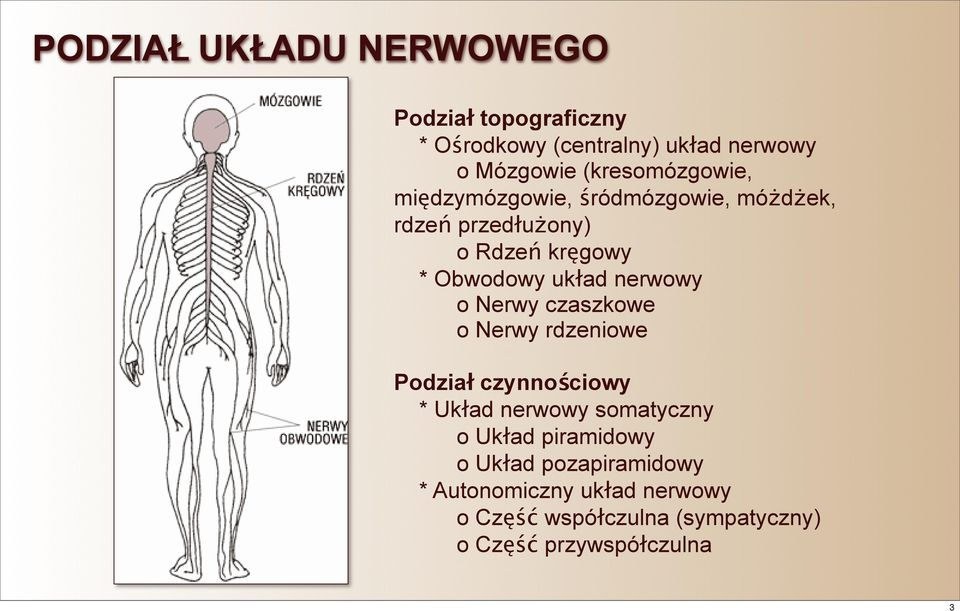 PODZIAŁ UKŁADU NERWOWEGO
MÓZGOWIE
RDZEŃ
KRĘGOWY
NERWY
OBWODOWE
Podział topograficzny
* Ośrodkowy (centralny) układ nerwowy
o Mózgowie (kresomózgowie,
międzymózgowie, śródmózgowie, móżdżek,
rdzeń przedłużony)
o Rdzeń kręgowy
* Obwodowy układ nerwowy
o Nerwy czaszkowe
o Nerwy rdzeniowe
Podział czynnościowy
* Układ nerwowy somatyczny
o Układ piramidowy
o Układ pozapiramidowy
* Autonomiczny układ nerwowy
o Część współczulna (sympatyczny)
o Część przywspółczulna
3